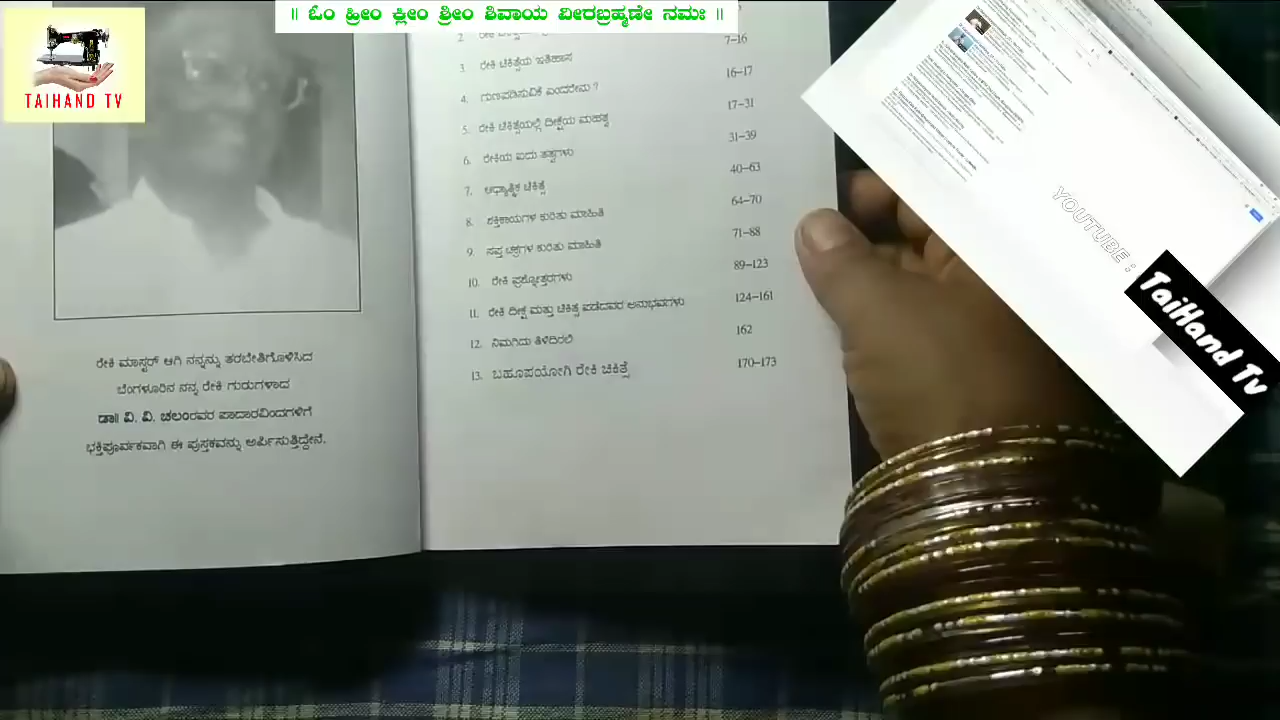 ॥ ಓಂ ಹ್ರೀಂ ಕ್ಲೀಂ ಶ್ರೀಂ ಶಿವಾಯ ವೀರಬ್ರಹ್ಮಣೇ ನಮಃ ॥
TAIHAND TV
ರೇಕಿ ಮಾಸ್ಟರ್ ಆಗಿ ನನ್ನನ್ನು ತರಬೇತಿಗೊಳಿಸಿದ
ಬೆಂಗಳೂರಿನ ನನ್ನ ರೇಕಿ ಗುರುಗಳಾದ
ಡಾ॥ ವಿ. ವಿ. ಚಲಂರವರ ಪಾದಾರವಿಂದಗಳಿಗೆ
ಭಕ್ತಿಪೂರ್ವಕವಾಗಿ ಈ ಪುಸ್ತಕವನ್ನು ಅರ್ಪಿಸುತ್ತಿದ್ದೇನೆ.
2. ರೇಕಿ 7–16
3. ರೇಕಿ ಚಿಕಿತ್ಸೆಯ ಇತಿಹಾಸ 16–17
4. ಗುಣಪಡಿಸುವಿಕೆ ಎಂದರೇನು ? 17–31
5. ರೇಕಿ ಚಿಕಿತ್ಸೆಯಲ್ಲಿ ದೀಕ್ಷೆಯ ಮಹತ್ವ 31–39
6. ರೇಕಿಯ ಐದು ತತ್ವಗಳು 40–63
7. ಆಧ್ಯಾತ್ಮಿಕ ಚಿಕಿತ್ಸೆ 64–70
8. ಶಕ್ತಿಕಾಯಗಳ ಕುರಿತು ಮಾಹಿತಿ 71–88
9. ಸಪ್ತ ಚಕ್ರಗಳ ಕುರಿತು ಮಾಹಿತಿ 89–123
10. ರೇಕಿ ಪ್ರಶ್ನೋತ್ತರಗಳು 124–161
11. ರೇಕಿ ದೀಕ್ಷೆ ಮತ್ತು ಚಿಕಿತ್ಸೆ ಪಡೆದವರ ಅನುಭವಗಳು 162
12. ನಿಮಗಿದು ತಿಳಿದಿರಲಿ 170–173
13. ಬಹೂಪಯೋಗಿ ರೇಕಿ ಚಿಕಿತ್ಸೆ
YOUTUBE :
TaiHand Tv